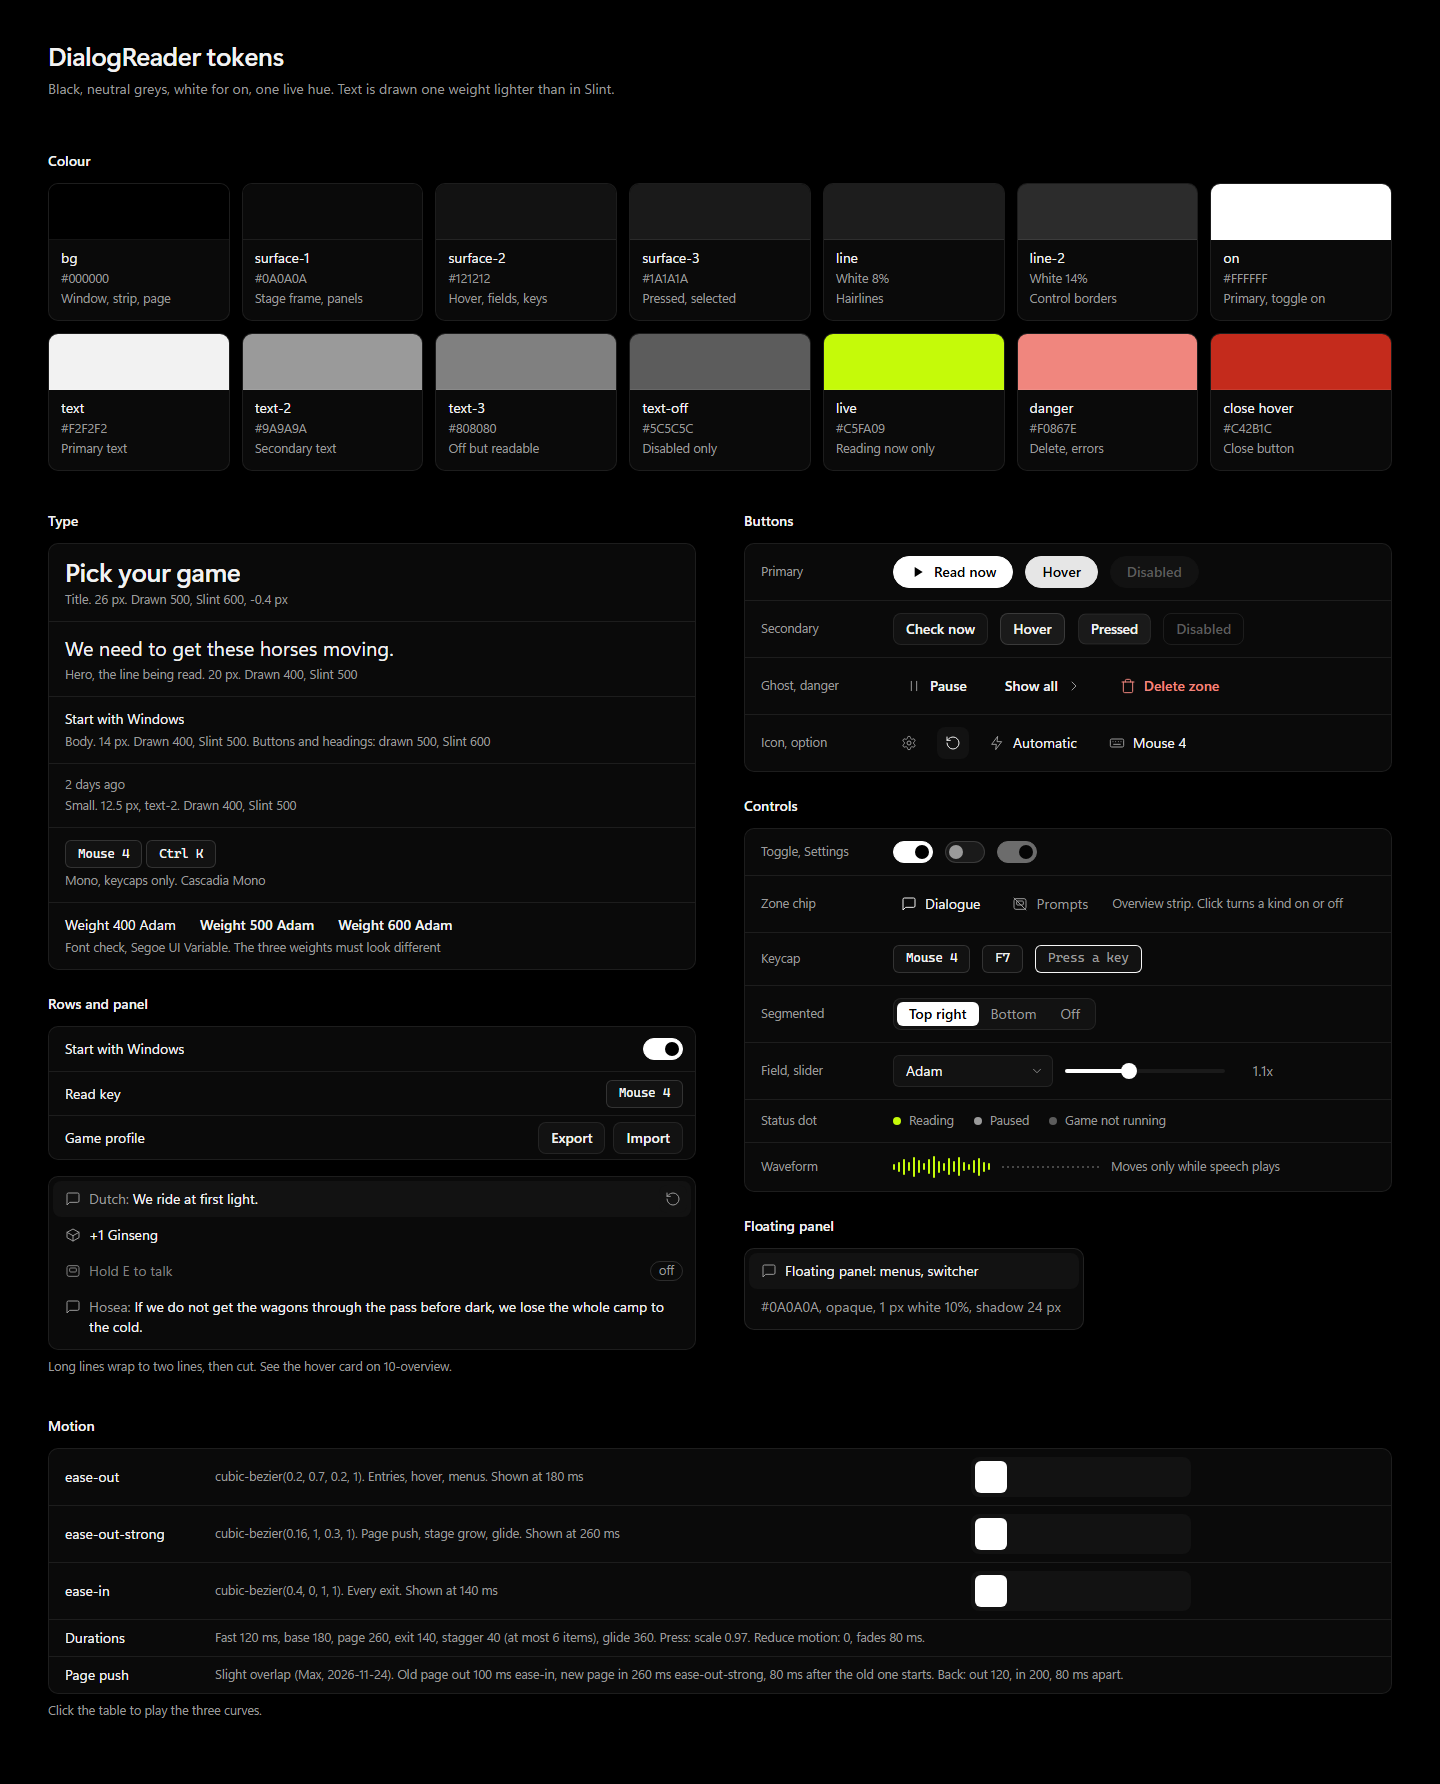 DialogReader tokens
Black, neutral greys, white for on, one live hue. Text is drawn one weight lighter than in Slint.
Colour
bg
#000000
Window, strip, page
surface-1
#0A0A0A
Stage frame, panels
surface-2
#121212
Hover, fields, keys
surface-3
#1A1A1A
Pressed, selected
line
White 8%
Hairlines
line-2
White 14%
Control borders
on
#FFFFFF
Primary, toggle on
text
#F2F2F2
Primary text
text-2
#9A9A9A
Secondary text
text-3
#808080
Off but readable
text-off
#5C5C5C
Disabled only
live
#C5FA09
Reading now only
danger
#F0867E
Delete, errors
close hover
#C42B1C
Close button
Type
Pick your game
Title. 26 px. Drawn 500, Slint 600, -0.4 px
We need to get these horses moving.
Hero, the line being read. 20 px. Drawn 400, Slint 500
Start with Windows
Body. 14 px. Drawn 400, Slint 500. Buttons and headings: drawn 500, Slint 600
2 days ago
Small. 12.5 px, text-2. Drawn 400, Slint 500
Mouse 4 Ctrl K
Mono, keycaps only. Cascadia Mono
Weight 400 Adam Weight 500 Adam Weight 600 Adam
Font check, Segoe UI Variable. The three weights must look different
Rows and panel
Start with Windows
Read key Mouse 4
Game profile Export Import
Dutch: We ride at first light.
+1 Ginseng
Hold E to talk off
Hosea: If we do not get the wagons through the pass before dark, we lose the whole camp to
the cold.
Long lines wrap to two lines, then cut. See the hover card on 10-overview.
Buttons
Primary Read now Hover Disabled
Secondary Check now Hover Pressed Disabled
Ghost, danger Pause Show all Delete zone
Icon, option Automatic Mouse 4
Controls
Toggle, Settings
Zone chip Dialogue Prompts Overview strip. Click turns a kind on or off
Keycap Mouse 4 F7 Press a key
Segmented Top right Bottom Off
Field, slider Adam 1.1x
Status dot Reading Paused Game not running
Waveform Moves only while speech plays
Floating panel
Floating panel: menus, switcher
#0A0A0A, opaque, 1 px white 10%, shadow 24 px
Motion
ease-out cubic-bezier(0.2, 0.7, 0.2, 1). Entries, hover, menus. Shown at 180 ms
ease-out-strong cubic-bezier(0.16, 1, 0.3, 1). Page push, stage grow, glide. Shown at 260 ms
ease-in cubic-bezier(0.4, 0, 1, 1). Every exit. Shown at 140 ms
Durations Fast 120 ms, base 180, page 260, exit 140, stagger 40 (at most 6 items), glide 360. Press: scale 0.97. Reduce motion: 0, fades 80 ms.
Page push Slight overlap (Max, 2026-11-24). Old page out 100 ms ease-in, new page in 260 ms ease-out-strong, 80 ms after the old one starts. Back: out 120, in 200, 80 ms apart.
Click the table to play the three curves.